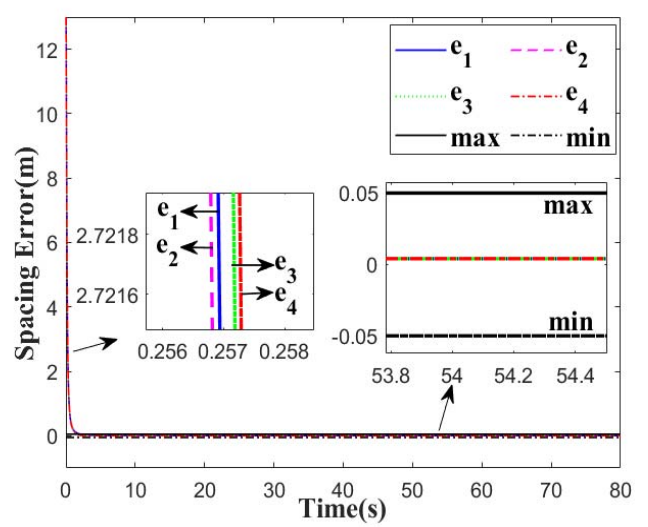 e1 e2
e3 e4
max min
12
10
8
6
4
2
0
Spacing Error(m)
e1
e2
e3
e4
2.7218
2.7218
2.7216
0.256 0.257 0.258
0.05
0
-0.05
max
min
53.8 54 54.2 54.4
0 10 20 30 40 50 60 70 80
Time(s)